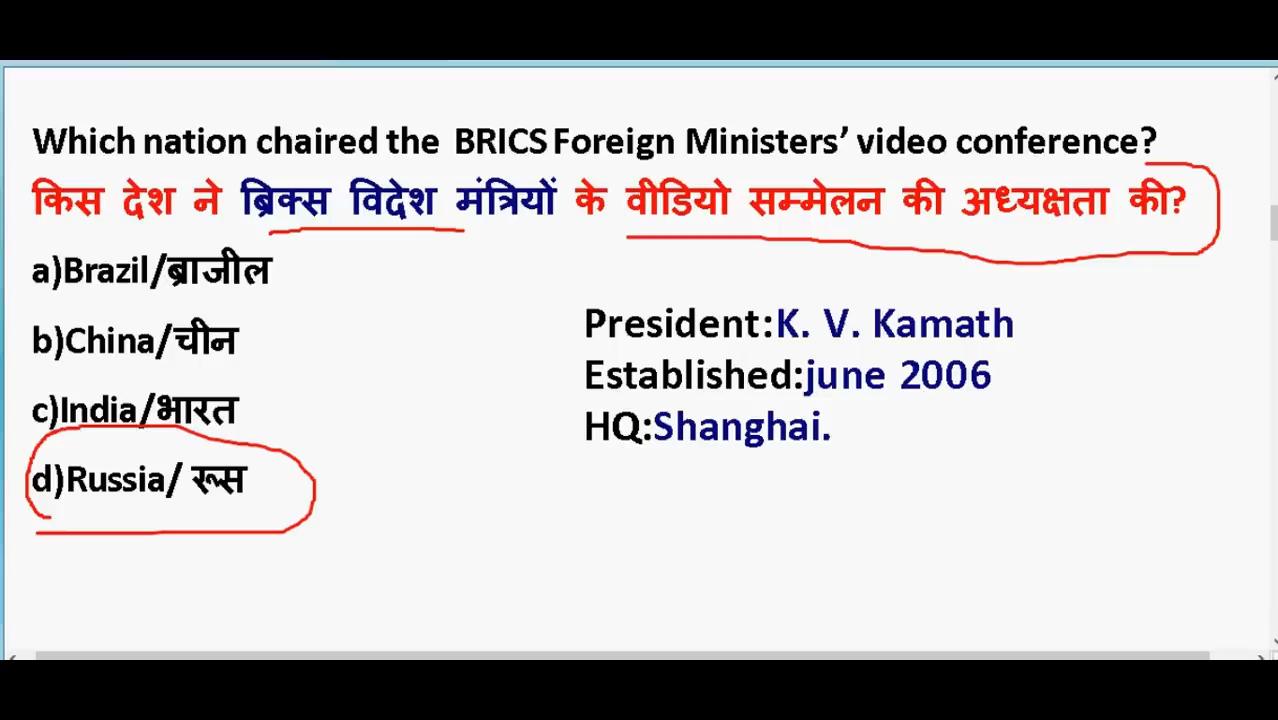 Which nation chaired the BRICS Foreign Ministers’ video conference?
किस देश ने ब्रिक्स विदेश मंत्रियों के वीडियो सम्मेलन की अध्यक्षता की?
a)Brazil/ब्राजील
b)China/चीन
c)India/भारत
d)Russia/ रूस
President:K. V. Kamath
Established:june 2006
HQ:Shanghai.